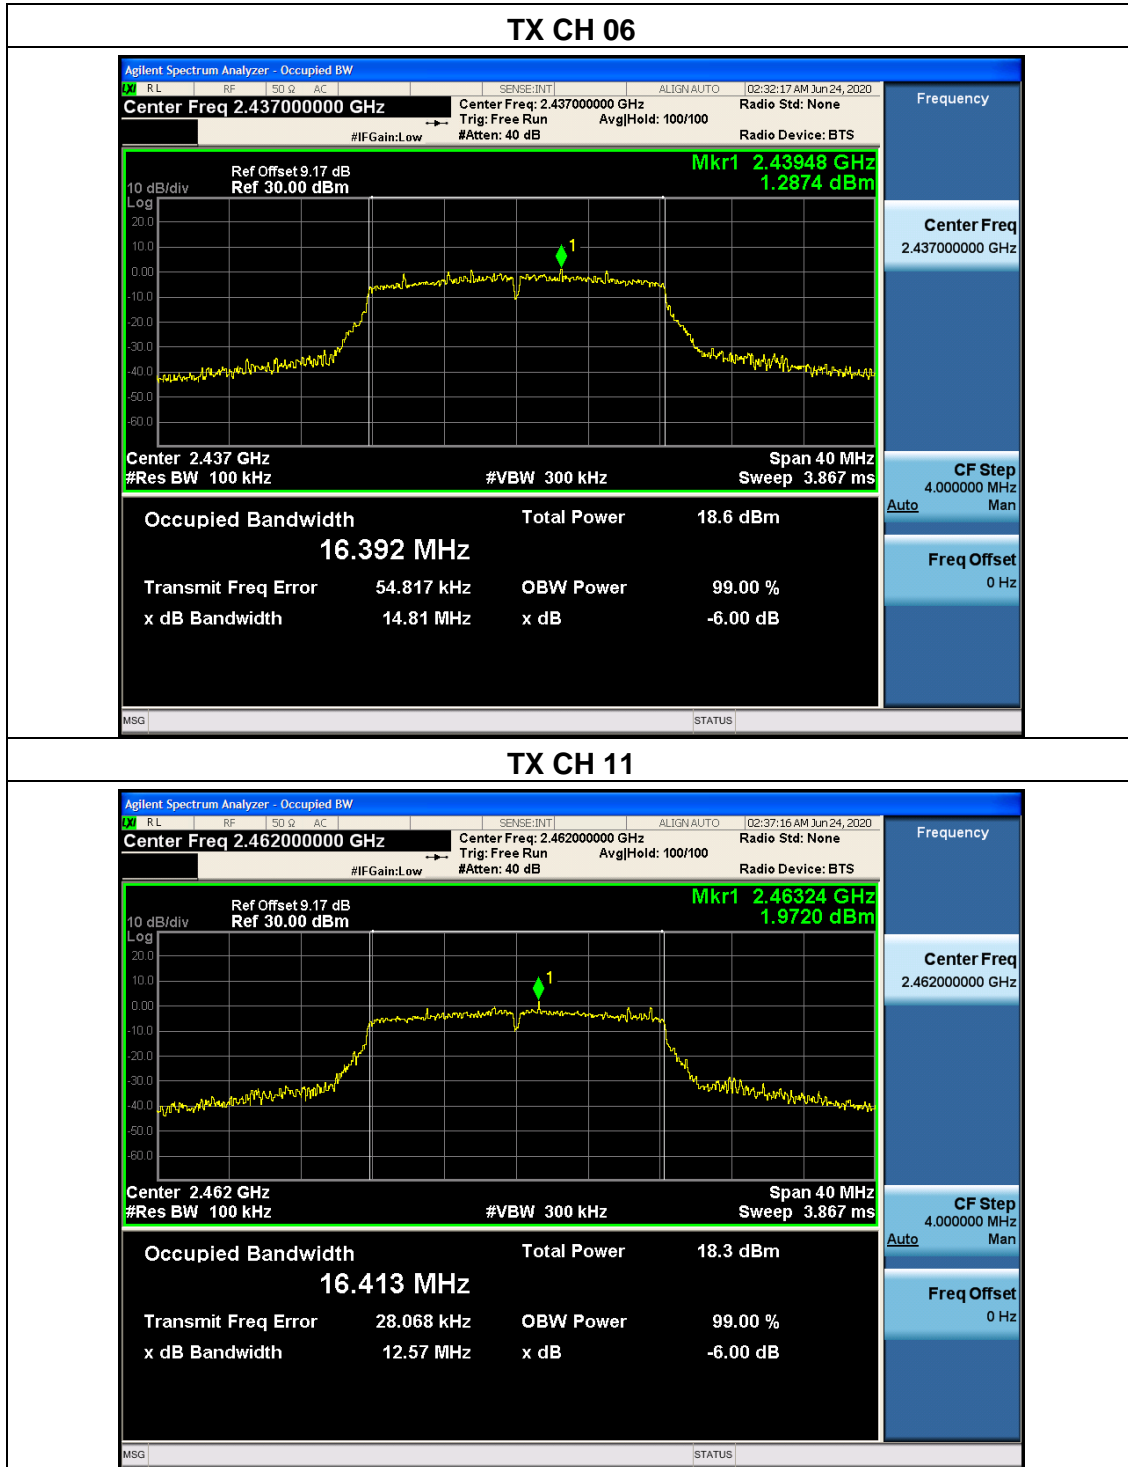 TX CH 06
Agilent Spectrum Analyzer - Occupied BW
LXI RL RF 50 Ω AC SENSE:INT ALIGN AUTO 02:32:17 AM Jun 24, 2020
Center Freq 2.437000000 GHz
Center Freq: 2.437000000 GHz Radio Std: None
Trig: Free Run Avg|Hold: 100/100
#IFGain:Low #Atten: 40 dB Radio Device: BTS
Frequency
Mkr1 2.43948 GHz
1.2874 dBm
Ref Offset 9.17 dB
10 dB/div Ref 30.00 dBm
Log
20.0
10.0
0.00
-10.0
-20.0
-30.0
-40.0
-50.0
-60.0
1
Center 2.437 GHz Span 40 MHz
#Res BW 100 kHz #VBW 300 kHz Sweep 3.867 ms
Center Freq
2.437000000 GHz
CF Step
4.000000 MHz
Auto Man
Freq Offset
0 Hz
Occupied Bandwidth Total Power 18.6 dBm
16.392 MHz
Transmit Freq Error 54.817 kHz OBW Power 99.00 %
x dB Bandwidth 14.81 MHz x dB -6.00 dB
MSG STATUS
TX CH 11
Agilent Spectrum Analyzer - Occupied BW
LXI RL RF 50 Ω AC SENSE:INT ALIGN AUTO 02:37:16 AM Jun 24, 2020
Center Freq 2.462000000 GHz
Center Freq: 2.462000000 GHz Radio Std: None
Trig: Free Run Avg|Hold: 100/100
#IFGain:Low #Atten: 40 dB Radio Device: BTS
Frequency
Mkr1 2.46324 GHz
1.9720 dBm
Ref Offset 9.17 dB
10 dB/div Ref 30.00 dBm
Log
20.0
10.0
0.00
-10.0
-20.0
-30.0
-40.0
-50.0
-60.0
1
Center 2.462 GHz Span 40 MHz
#Res BW 100 kHz #VBW 300 kHz Sweep 3.867 ms
Center Freq
2.462000000 GHz
CF Step
4.000000 MHz
Auto Man
Freq Offset
0 Hz
Occupied Bandwidth Total Power 18.3 dBm
16.413 MHz
Transmit Freq Error 28.068 kHz OBW Power 99.00 %
x dB Bandwidth 12.57 MHz x dB -6.00 dB
MSG STATUS